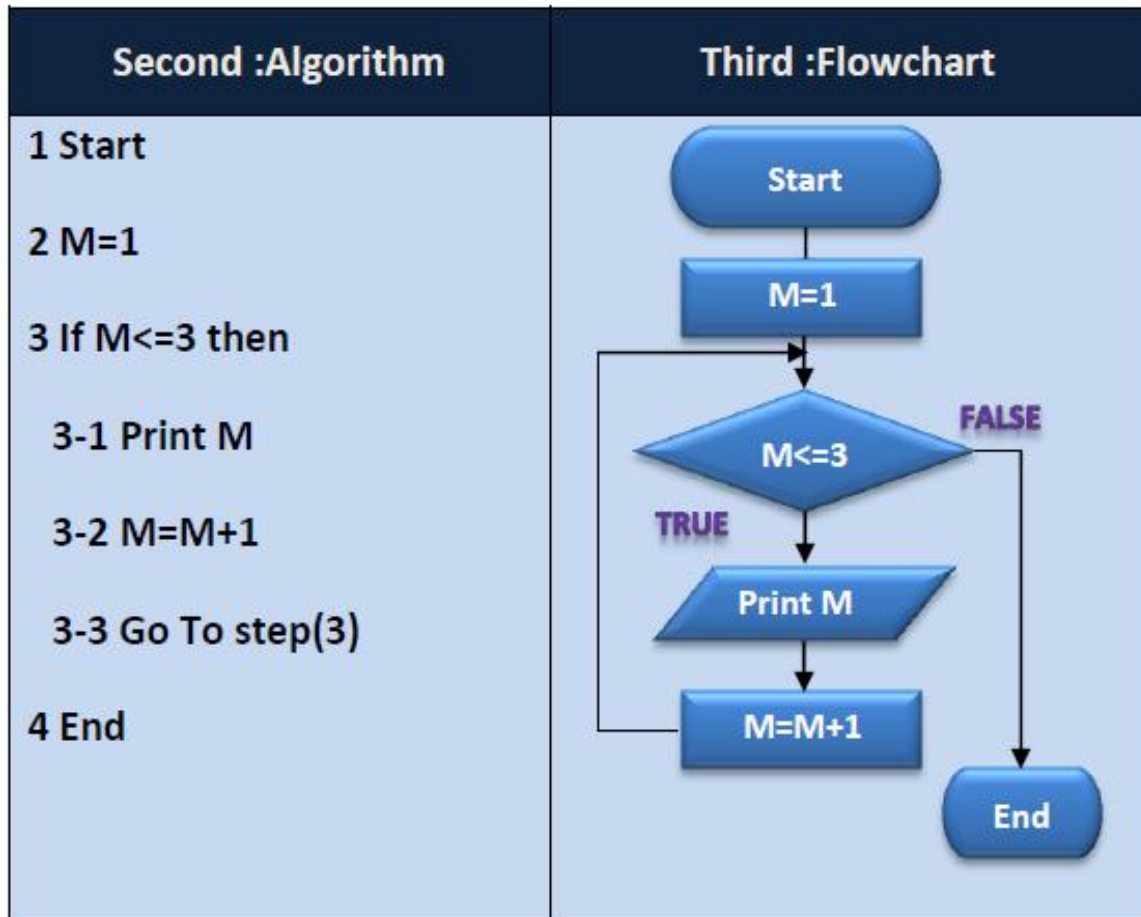 Second :Algorithm
1 Start
2 M=1
3 If M<=3 then
3-1 Print M
3-2 M=M+1
3-3 Go To step(3)
4 End
Third :Flowchart
Start
M=1
M<=3
FALSE
TRUE
Print M
M=M+1
End